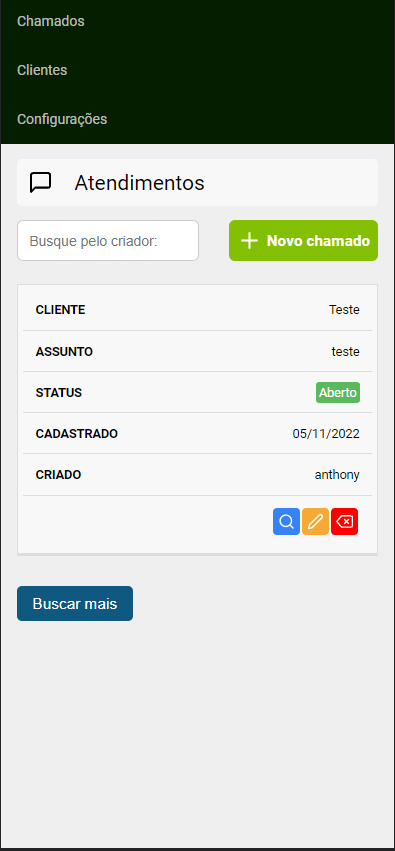 Chamados
Clientes
Configurações
Atendimentos
Busque pelo criador:
Novo chamado
CLIENTE Teste
ASSUNTO teste
STATUS Aberto
CADASTRADO 05/11/2022
CRIADO anthony
Buscar mais